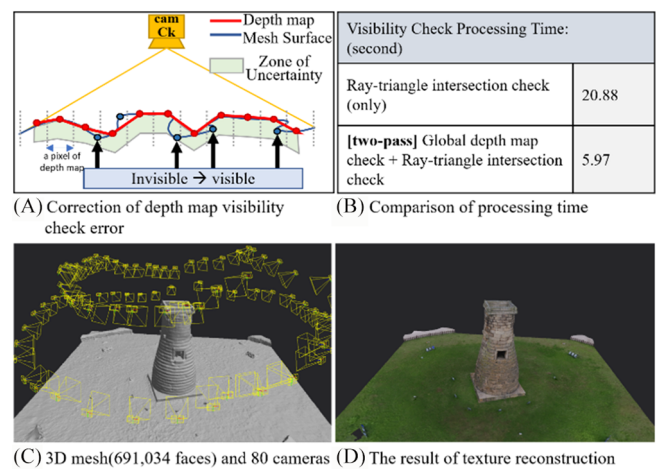 cam
Ck
Depth map
Mesh Surface
Zone of
Uncertainty
a pixel of
depth map
Invisible → visible
(A) Correction of depth map visibility
check error
Visibility Check Processing Time:
(second)
Ray-triangle intersection check
(only)
20.88
[two-pass] Global depth map
check + Ray-triangle intersection
check
5.97
(B) Comparison of processing time
(C) 3D mesh(691,034 faces) and 80 cameras
(D) The result of texture reconstruction